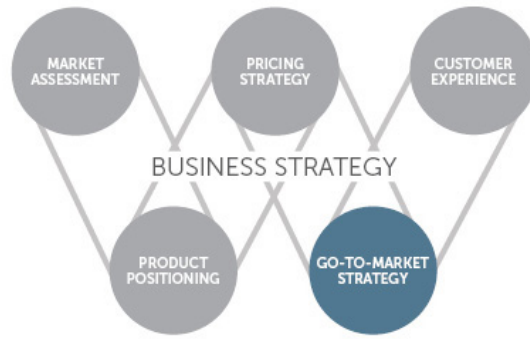 MARKET
ASSESSMENT
PRICING
STRATEGY
CUSTOMER
EXPERIENCE
BUSINESS STRATEGY
PRODUCT
POSITIONING
GO-TO-MARKET
STRATEGY